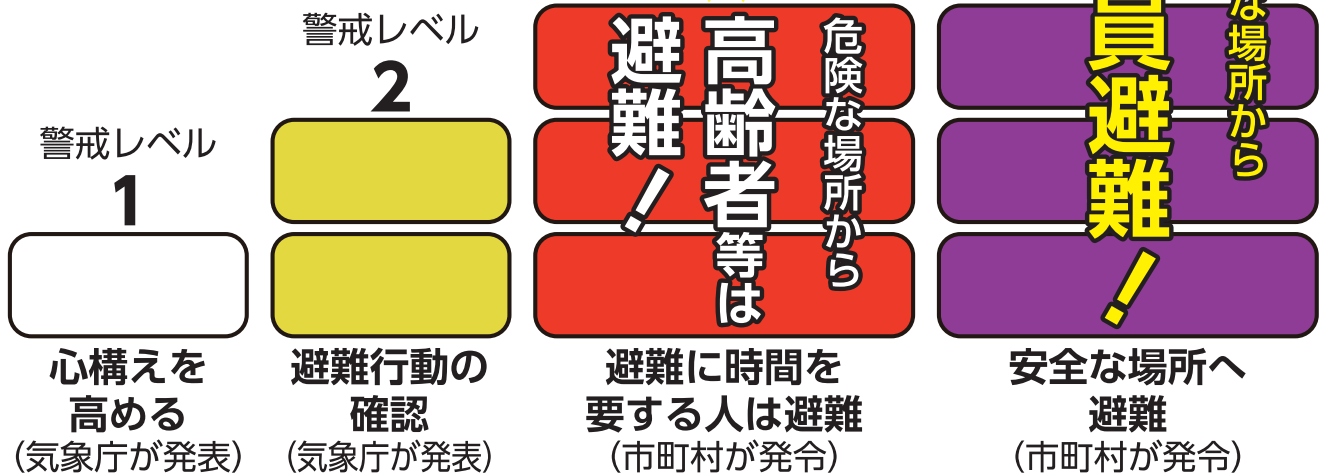 警戒レベル
1
心構えを
高める
(気象庁が発表)
警戒レベル
2
避難行動の
確認
(気象庁が発表)
危険な場所から
高齢者等は
避難!
避難に時間を
要する人は避難
(市町村が発令)
な場所から
員避難!
安全な場所へ
避難
(市町村が発令)